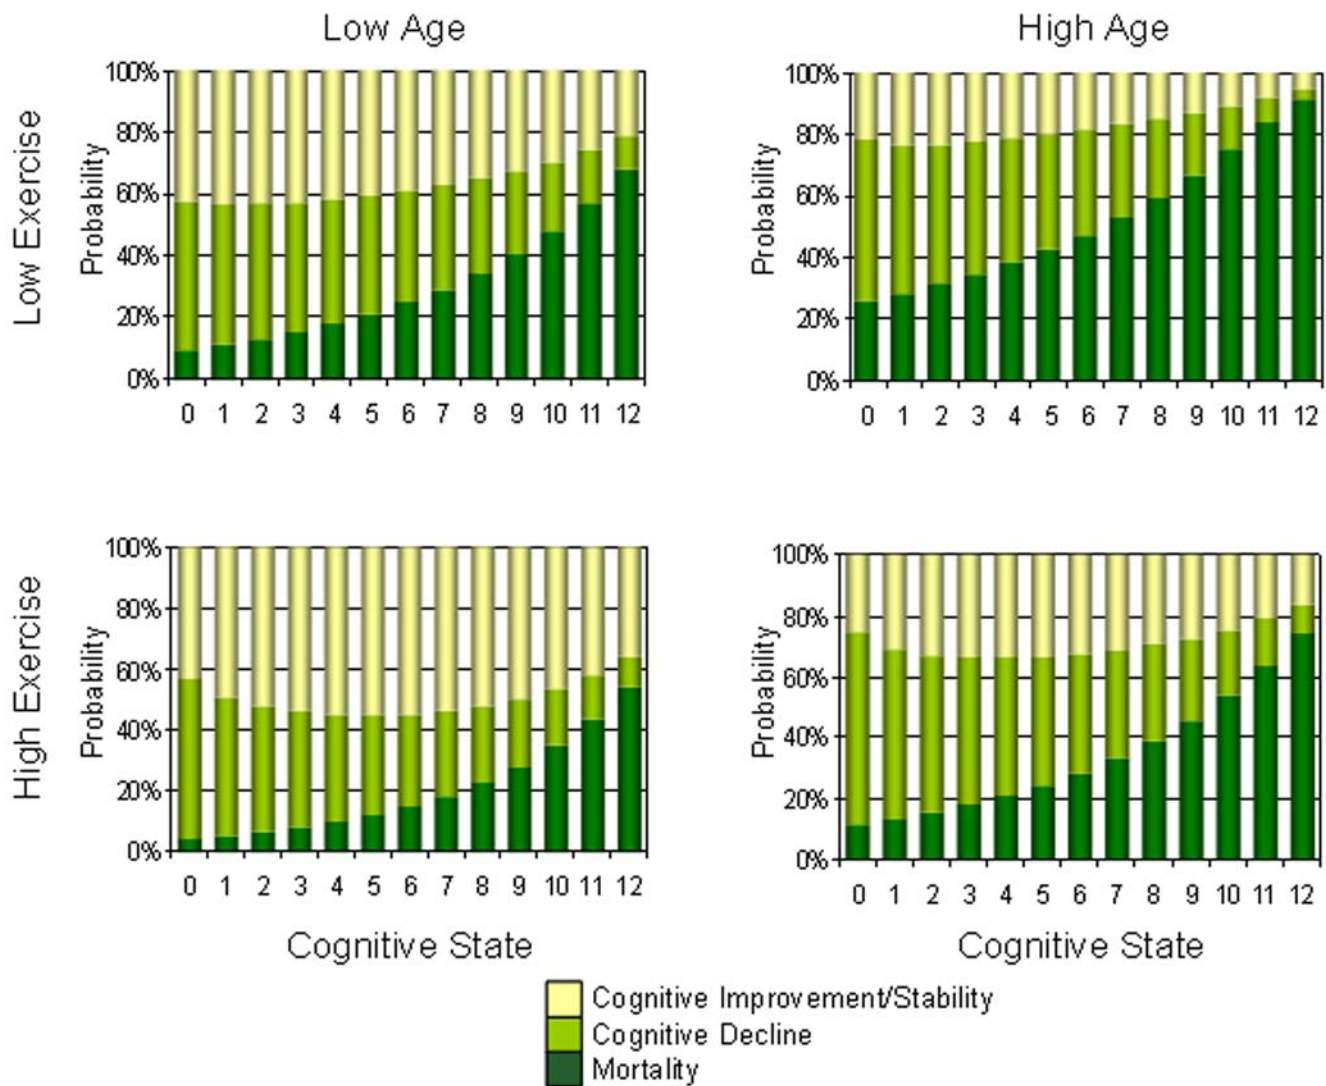 Low Age
High Age
Low Exercise
Probability
100%
80%
60%
40%
20%
0%
0 1 2 3 4 5 6 7 8 9 10 11 12
Probability
100%
80%
60%
40%
20%
0%
0 1 2 3 4 5 6 7 8 9 10 11 12
High Exercise
Probability
100%
80%
60%
40%
20%
0%
0 1 2 3 4 5 6 7 8 9 10 11 12
Cognitive State
Probability
100%
80%
60%
40%
20%
0%
0 1 2 3 4 5 6 7 8 9 10 11 12
Cognitive State
Cognitive Improvement/Stability
Cognitive Decline
Mortality